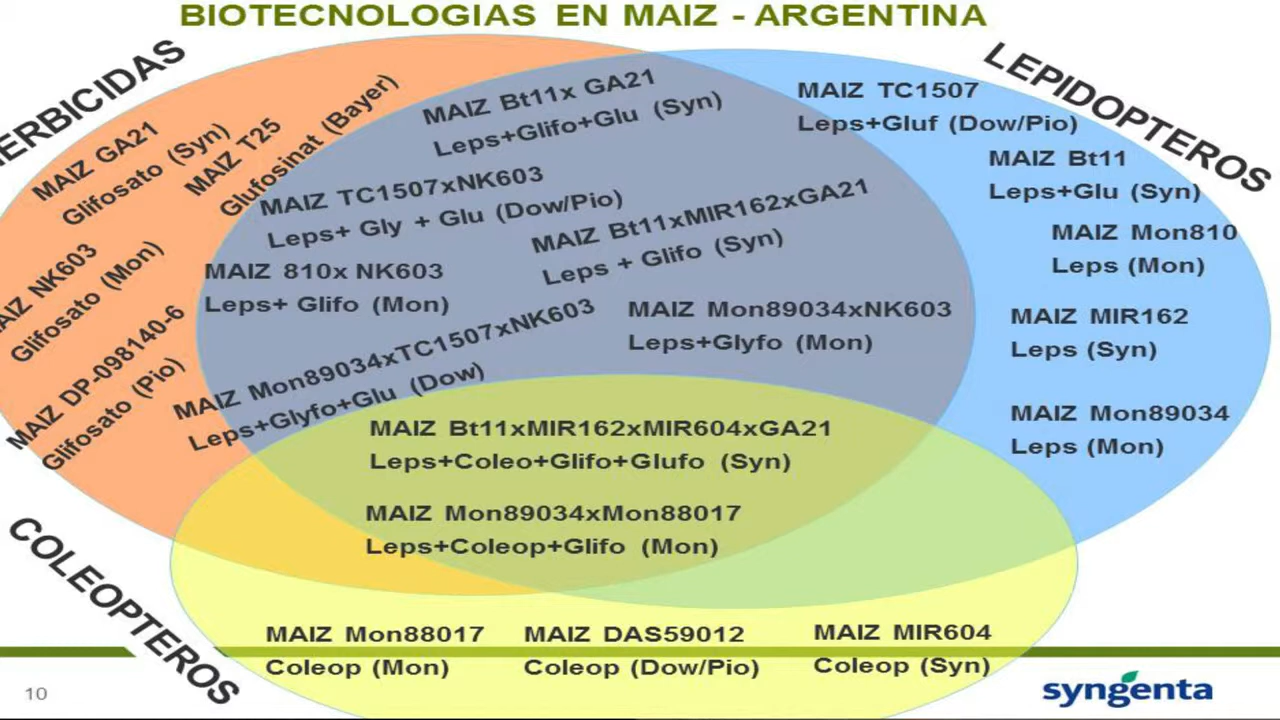 BIOTECNOLOGIAS EN MAIZ - ARGENTINA
HERBICIDAS
LEPIDOPTEROS
COLEOPTEROS
MAIZ GA21
Glifosato (Syn)
MAIZ T25
Glufosinat (Bayer)
MAIZ NK603
Glifosato (Mon)
MAIZ DP-098140-6
Glifosato (Pio)
MAIZ Bt11x GA21
Leps+Glifo+Glu (Syn)
MAIZ TC1507xNK603
Leps+ Gly + Glu (Dow/Pio)
MAIZ Bt11xMIR162xGA21
Leps + Glifo (Syn)
MAIZ 810x NK603
Leps+ Glifo (Mon)
MAIZ Mon89034xNK603
Leps+Glyfo (Mon)
MAIZ Mon89034xTC1507xNK603
Leps+Glyfo+Glu (Dow)
MAIZ TC1507
Leps+Gluf (Dow/Pio)
MAIZ Bt11
Leps+Glu (Syn)
MAIZ Mon810
Leps (Mon)
MAIZ MIR162
Leps (Syn)
MAIZ Mon89034
Leps (Mon)
MAIZ Bt11xMIR162xMIR604xGA21
Leps+Coleo+Glifo+Glufo (Syn)
MAIZ Mon89034xMon88017
Leps+Coleop+Glifo (Mon)
MAIZ Mon88017
Coleop (Mon)
MAIZ DAS59012
Coleop (Dow/Pio)
MAIZ MIR604
Coleop (Syn)
10
syngenta